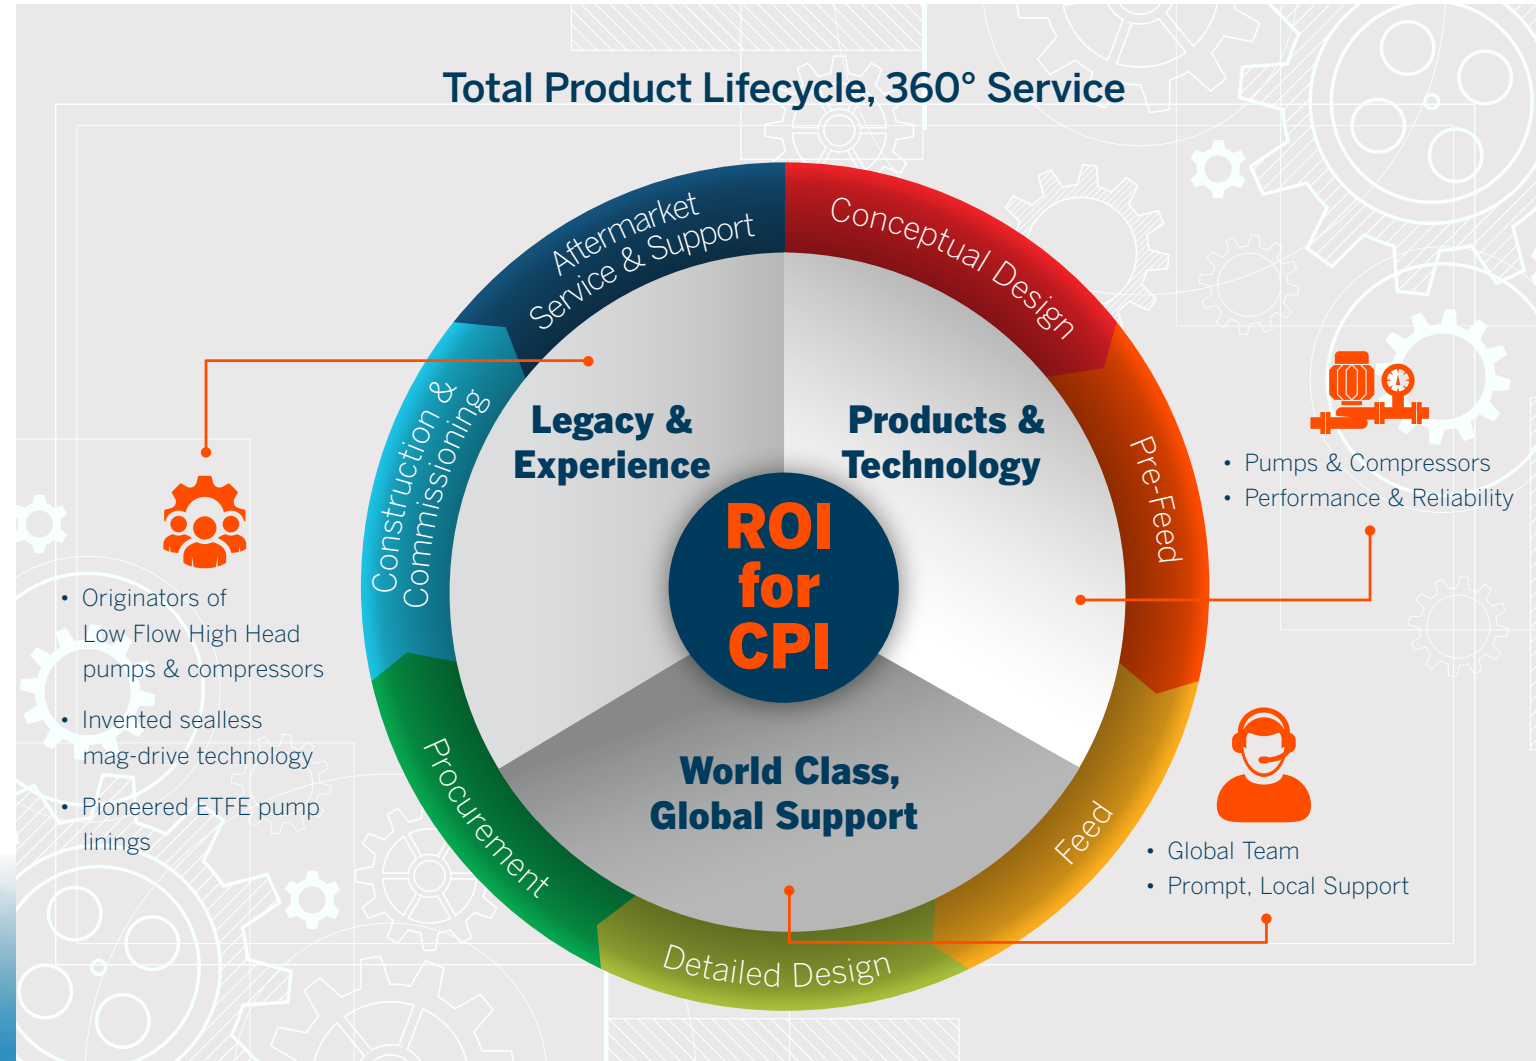 Total Product Lifecycle, 360° Service
Aftermarket
Service & Support
Conceptual Design
Pre-Feed
Feed
Detailed Design
Procurement
Construction &
Commissioning
Legacy &
Experience
Products &
Technology
World Class,
Global Support
ROI
for
CPI
• Originators of
Low Flow High Head
pumps & compressors
• Invented sealless
mag-drive technology
• Pioneered ETFE pump
linings
• Pumps & Compressors
• Performance & Reliability
• Global Team
• Prompt, Local Support